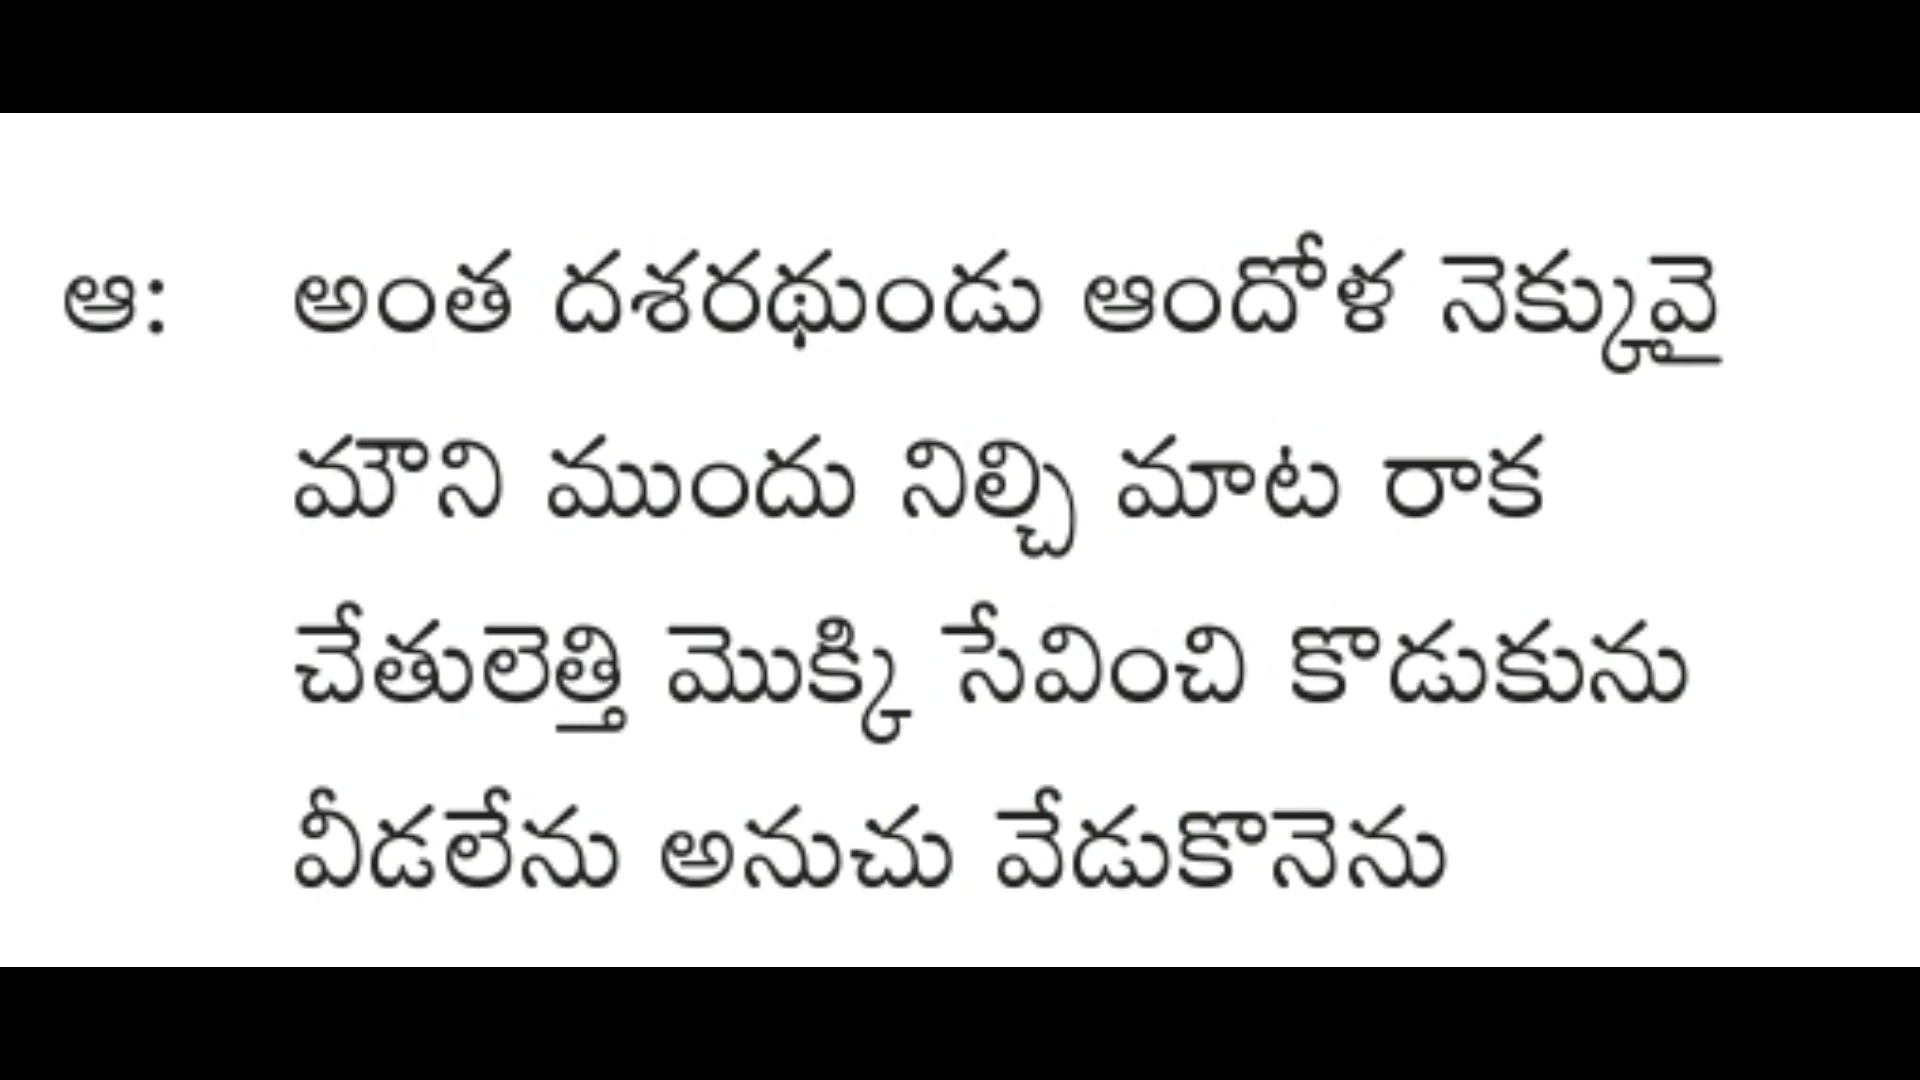 ఆ: అంత దశరథుండు ఆందోళ నెక్కువై
మౌని ముందు నిల్చి మాట రాక
చేతులెత్తి మొక్కి సేవించి కొడుకును
వీడలేను అనుచు వేడుకొనెను